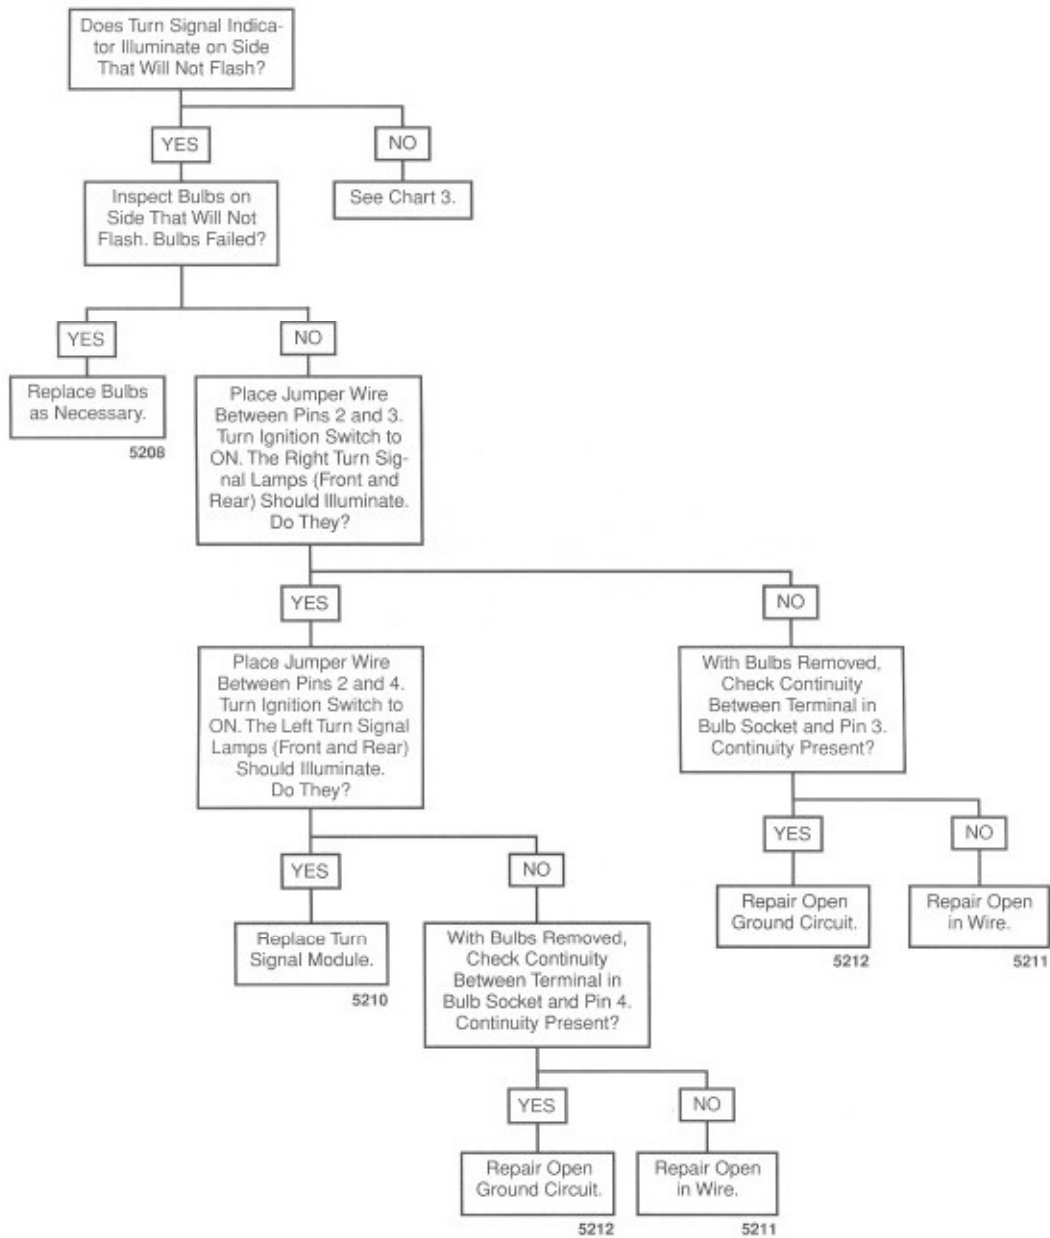 Does Turn Signal Indica-
tor Illuminate on Side
That Will Not Flash?
YES
NO
Inspect Bulbs on
Side That Will Not
Flash. Bulbs Failed?
See Chart 3.
YES
NO
Replace Bulbs
as Necessary.
5208
Place Jumper Wire
Between Pins 2 and 3.
Turn Ignition Switch to
ON. The Right Turn Sig-
nal Lamps (Front and
Rear) Should Illuminate.
Do They?
YES
NO
Place Jumper Wire
Between Pins 2 and 4.
Turn Ignition Switch to
ON. The Left Turn Signal
Lamps (Front and Rear)
Should Illuminate.
Do They?
With Bulbs Removed,
Check Continuity
Between Terminal in
Bulb Socket and Pin 3.
Continuity Present?
YES
NO
YES
NO
Repair Open
Ground Circuit.
5212
Repair Open
in Wire.
5211
Replace Turn
Signal Module.
5210
With Bulbs Removed,
Check Continuity
Between Terminal in
Bulb Socket and Pin 4.
Continuity Present?
YES
NO
Repair Open
Ground Circuit.
5212
Repair Open
in Wire.
5211